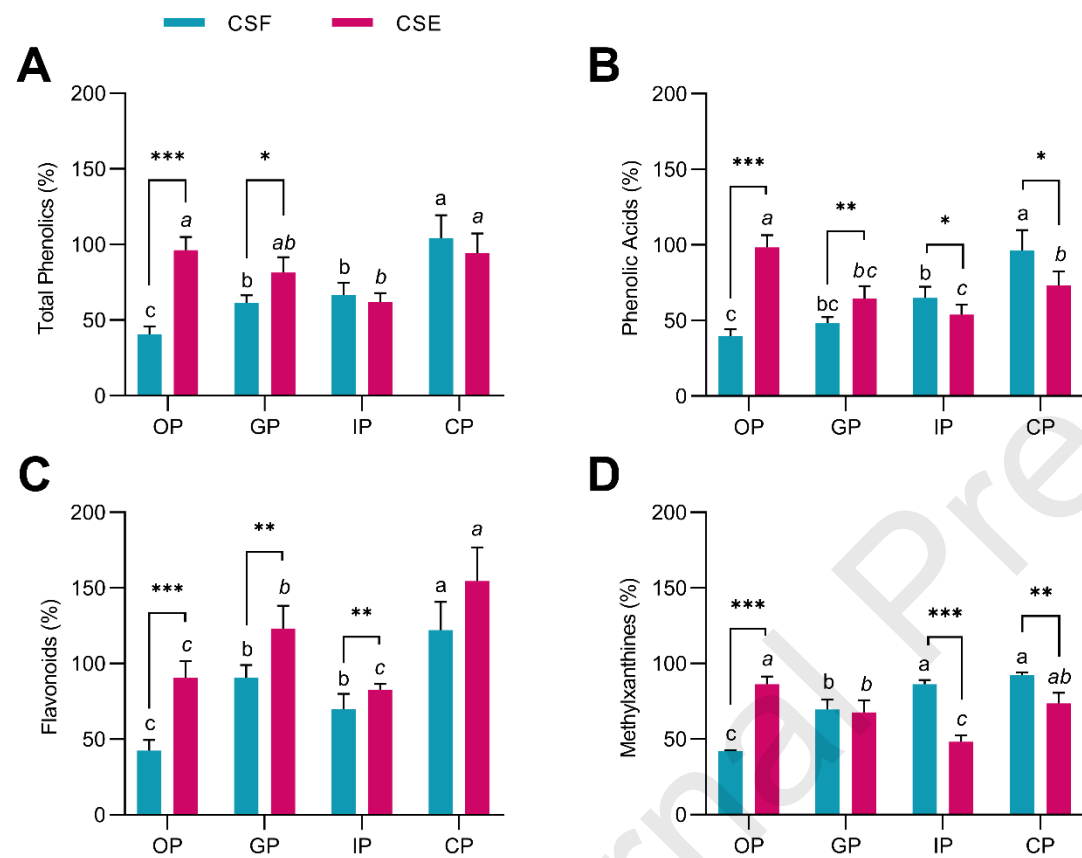 CSF CSE
A
Total Phenolics (%)
200
150
100
50
0
*** *
c a b ab b b a a
OP GP IP CP
B
Phenolic Acids (%)
200
150
100
50
0
*** ** * *
c a bc bc b c a b
OP GP IP CP
C
Flavonoids (%)
200
150
100
50
0
*** ** **
c c b b b c a a
OP GP IP CP
D
Methylxanthines (%)
200
150
100
50
0
*** *** **
c a b b a c a ab
OP GP IP CP
rnal Pre